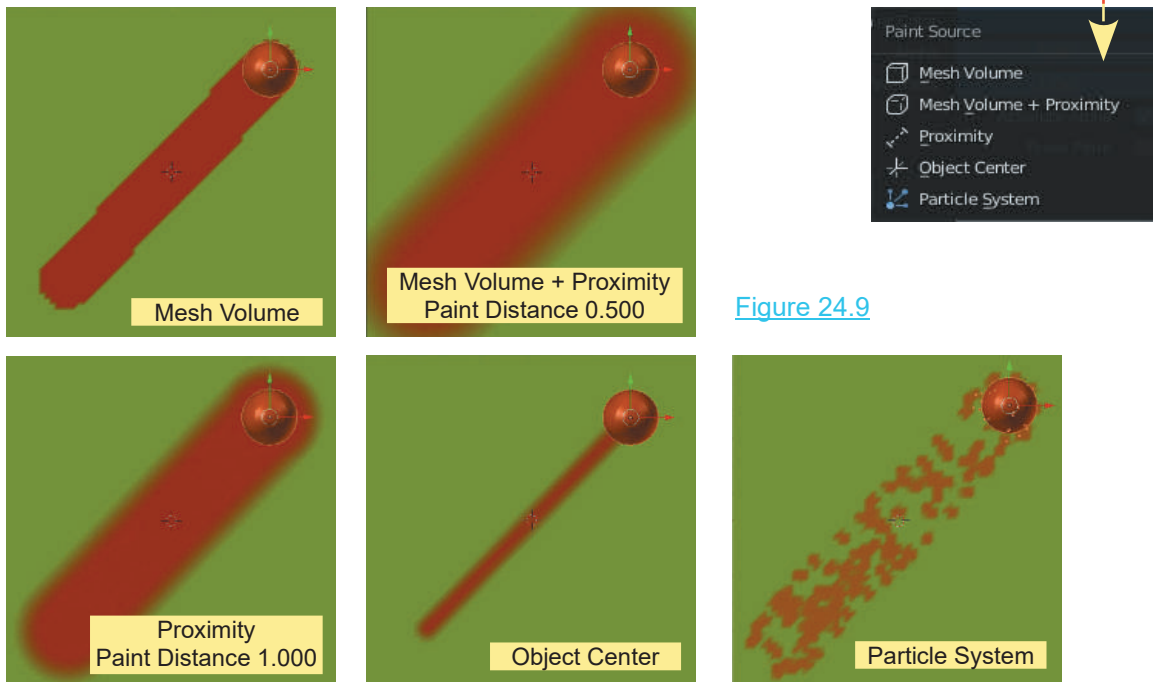 Mesh Volume
Mesh Volume + Proximity
Paint Distance 0.500
Paint Source
Mesh Volume
Mesh Volume + Proximity
Proximity
Object Center
Particle System
Figure 24.9
Proximity
Paint Distance 1.000
Object Center
Particle System